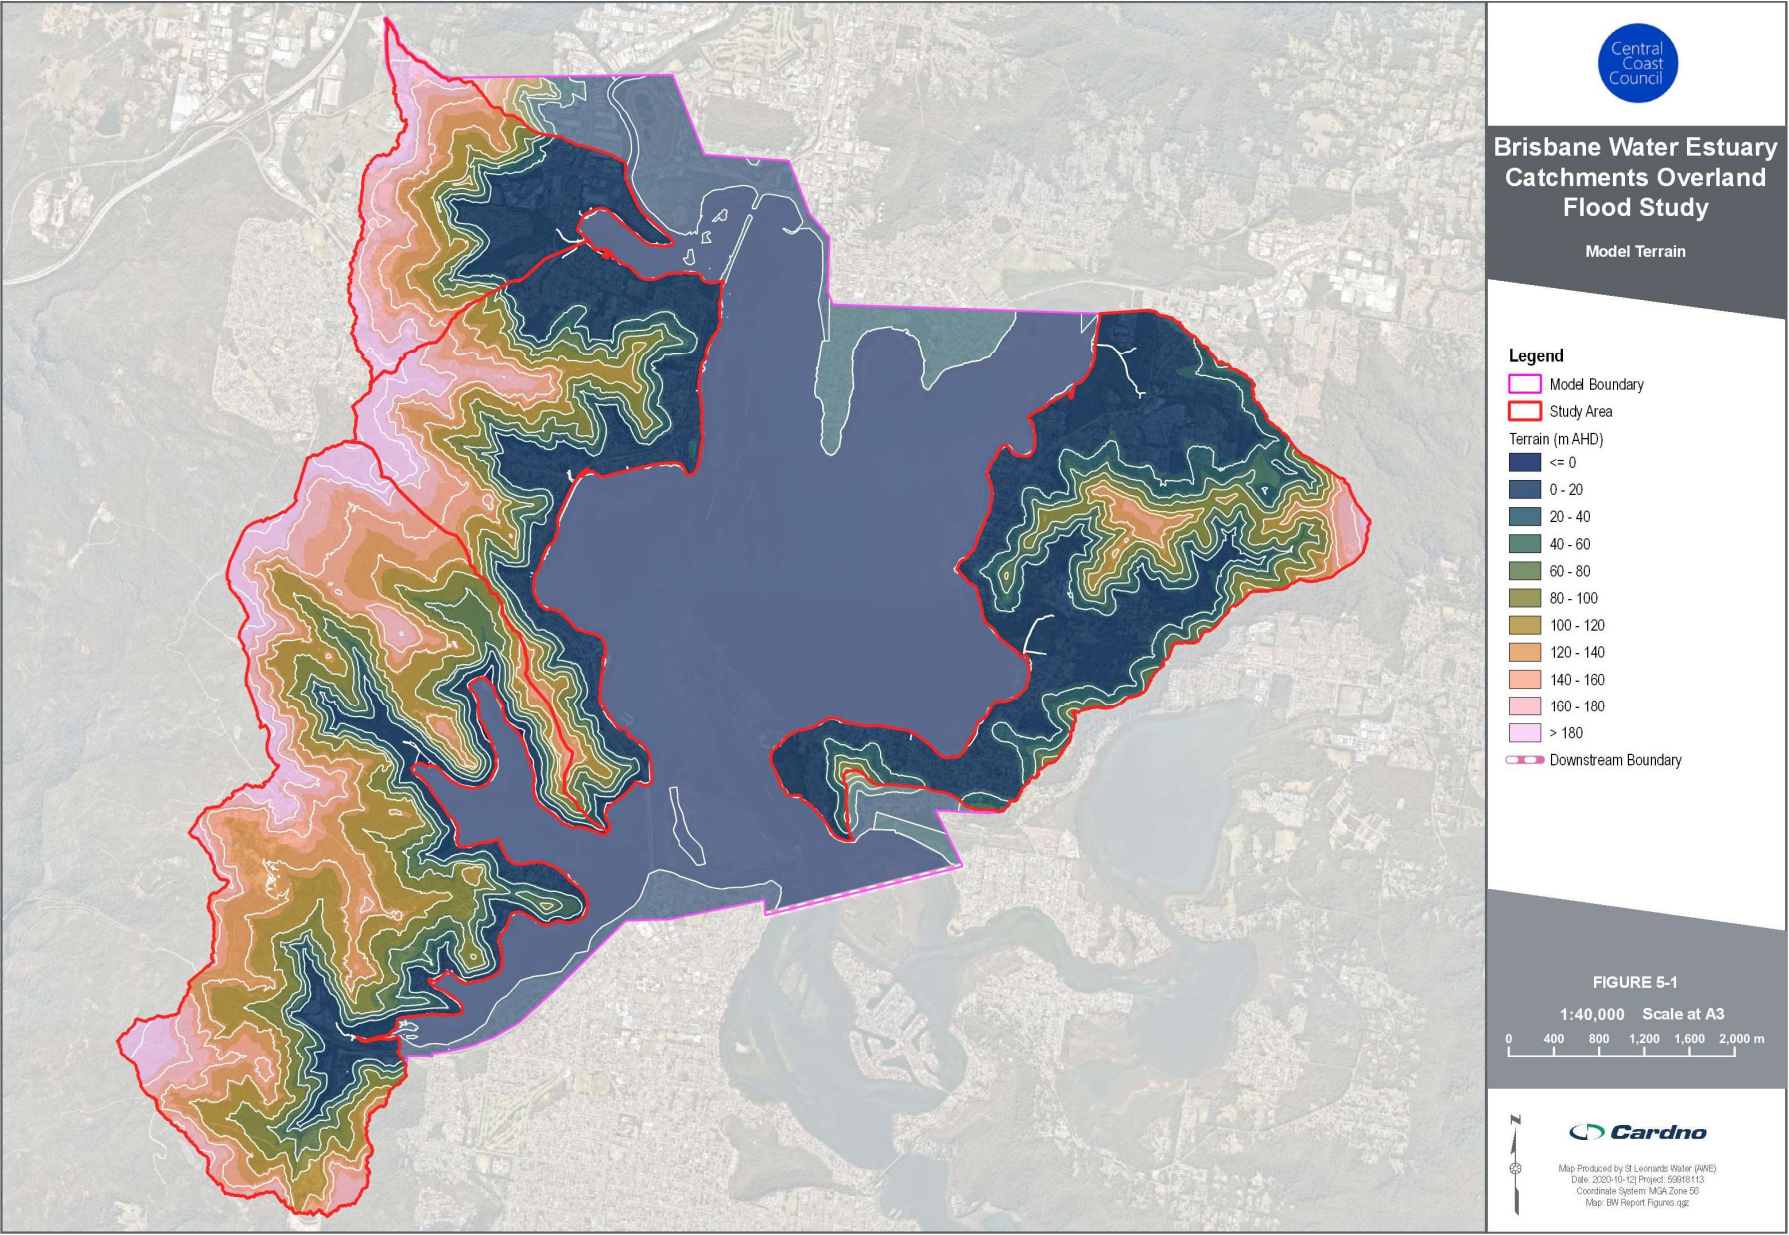 Central
Coast
Council
Brisbane Water Estuary
Catchments Overland
Flood Study
Model Terrain
Legend
Model Boundary
Study Area
Terrain (m AHD)
<= 0
0 - 20
20 - 40
40 - 60
60 - 80
80 - 100
100 - 120
120 - 140
140 - 160
160 - 180
> 180
Downstream Boundary
FIGURE 5-1
1:40,000 Scale at A3
0 400 800 1,200 1,600 2,000 m
N
Cardno
Map Produced by St Leonards Water (AWE)
Date: 2020-10-12| Project: 59918113
Coordinate System: MGA Zone 56
Map: BW Report Figures.qgz